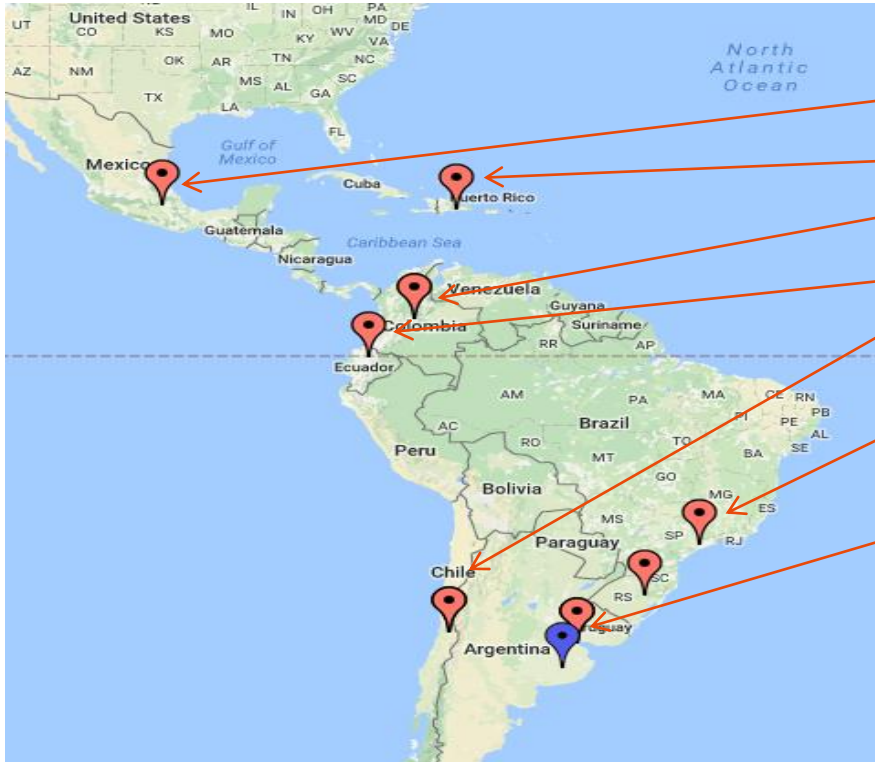 United States
IL
IN
OH
PA
MD
DE
UT
CO
KS
MO
WV
KY
VA
AZ
NM
OK
AR
TN
NC
MS
AL
SC
GA
TX
LA
FL
North
Atlantic
Ocean
Gulf of
Mexico
Mexico
Cuba
Puerto Rico
Guatemala
Caribbean Sea
Nicaragua
Venezuela
Guyana
Suriname
Colombia
RR
AP
Ecuador
AM
PA
MA
CE
RN
PI
PB
PE
AL
SE
AC
Brazil
TO
RO
BA
Peru
MT
GO
Bolivia
MG
ES
MS
SP
RJ
Paraguay
Chile
SC
RS
Uruguay
Argentina